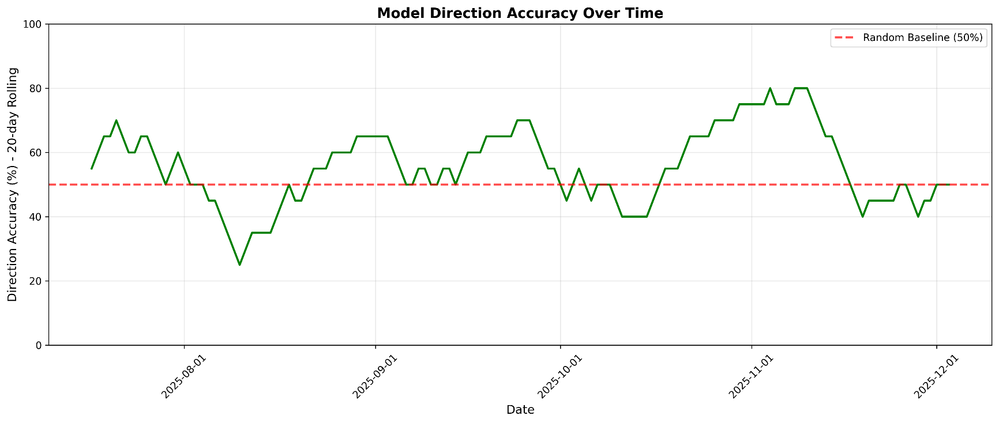 Model Direction Accuracy Over Time
Random Baseline (50%)
Direction Accuracy (%) - 20-day Rolling
100
80
60
40
20
0
2025-08-01
2025-09-01
2025-10-01
2025-11-01
2025-12-01
Date